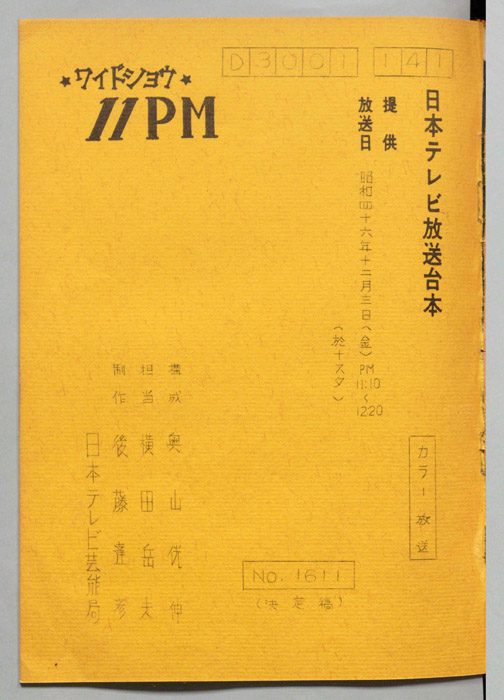 D3001 141
★ワイドショウ★
11PM
日本テレビ放送台本
提供
放送日 昭和四十六年十二月三日(金)PM 11:10~12:20
(於十スタ)
カラー放送
構成 奥山侊伸
担当 横田岳夫
制作 後藤達彦
日本テレビ芸能局
No. 1611
(決定稿)